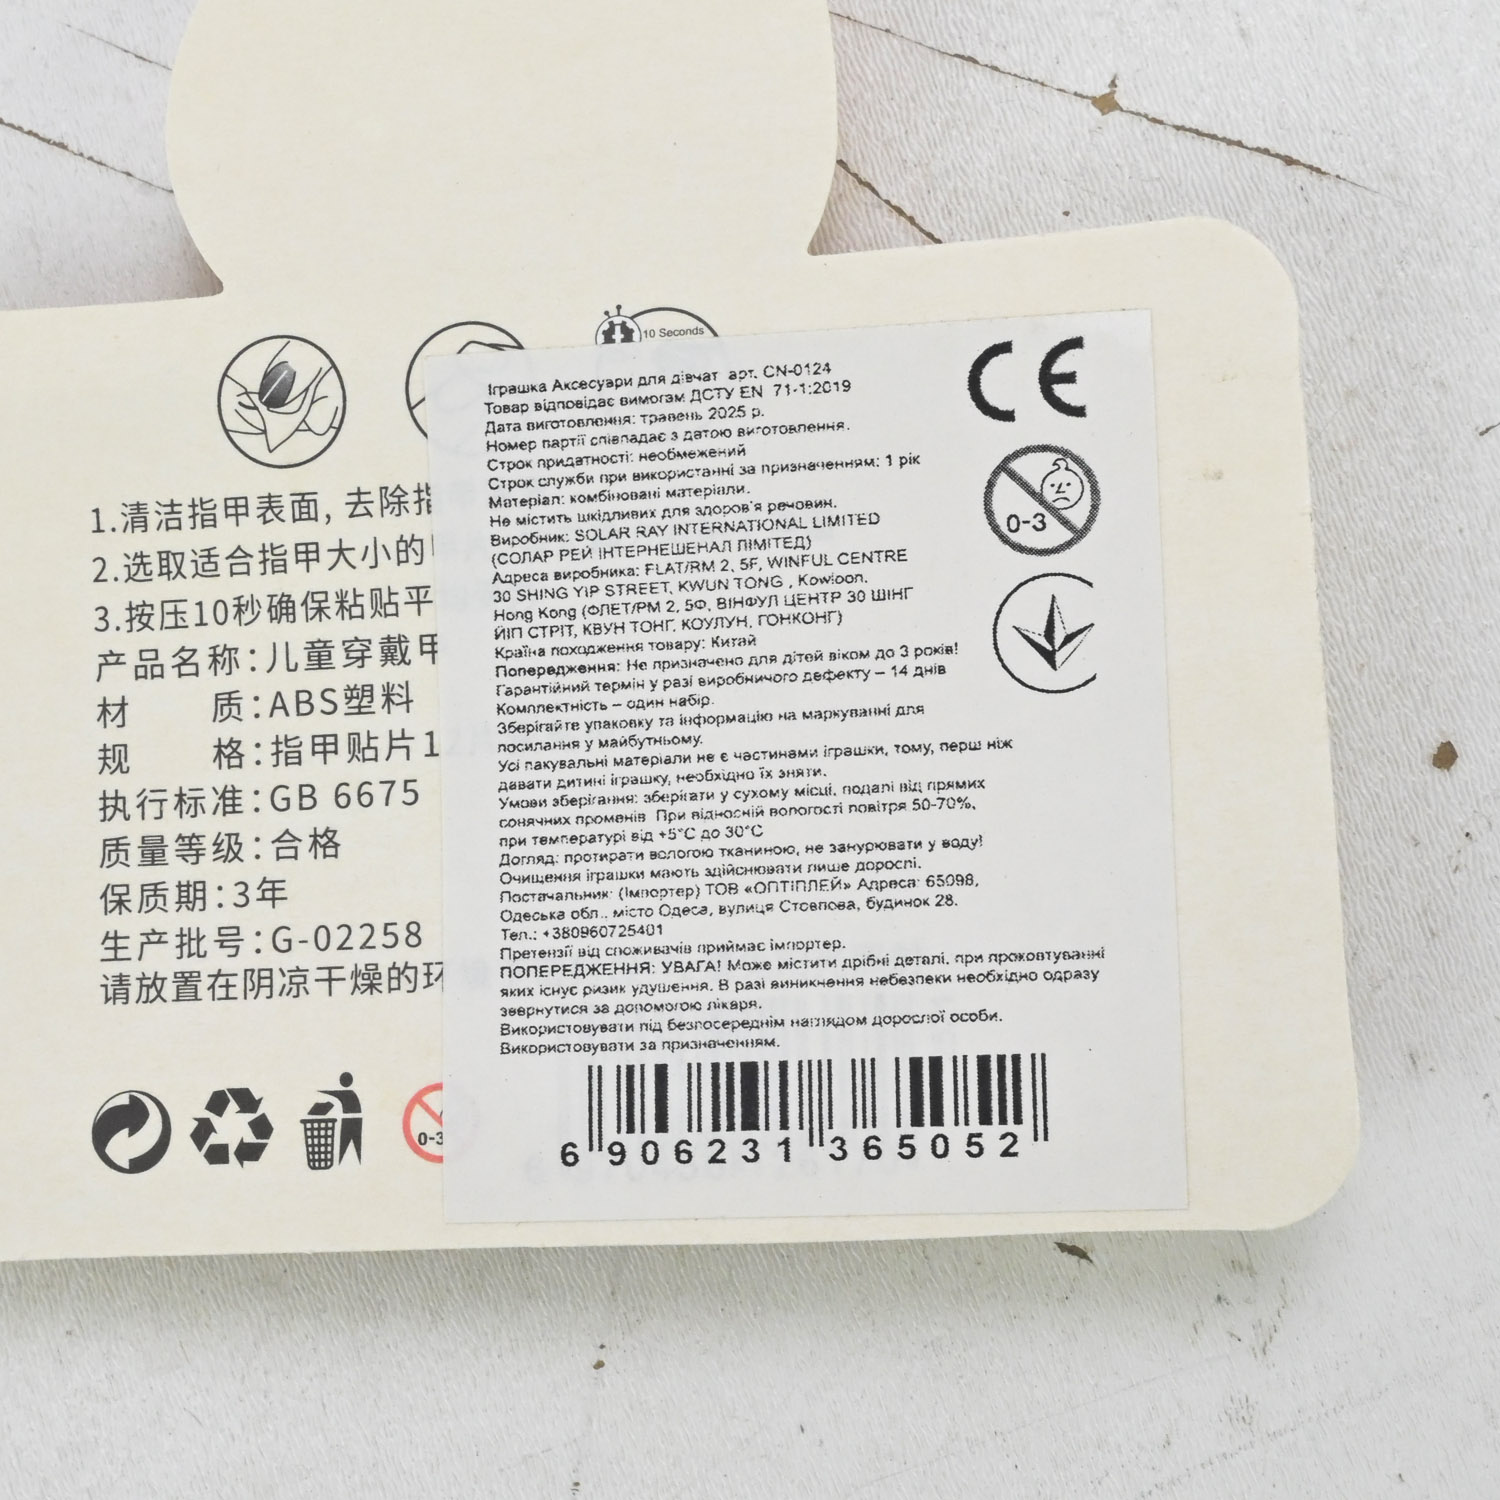 10 Seconds
1.清洁指甲表面, 去除指
2.选取适合指甲大小的
3.按压10秒确保粘贴平
产品名称:儿童穿戴甲
材 质:ABS塑料
规 格:指甲贴片1
执行标准:GB 6675
质量等级:合格
保质期:3年
生产批号:G-02258
请放置在阴凉干燥的环
0-3
Іграшка Аксесуари для дівчат арт. CN-0124
Товар відповідає вимогам ДСТУ EN 71-1:2019
Дата виготовлення: травень 2025 р.
Номер партії співпадає з датою виготовлення.
Строк придатності: необмежений
Строк служби при використанні за призначенням: 1 рік
Матеріал: комбіновані матеріали.
Не містить шкідливих для здоров'я речовин.
Виробник: SOLAR RAY INTERNATIONAL LIMITED
(СОЛАР РЕЙ ІНТЕРНЕШЕНАЛ ЛІМІТЕД)
Адреса виробника: FLAT/RM 2, 5F, WINFUL CENTRE
30 SHING YIP STREET, KWUN TONG , Kowloon,
Hong Kong (ФЛЕТ/РМ 2, 5Ф, ВІНФУЛ ЦЕНТР 30 ШІНГ
ЙІП СТРІТ, КВУН ТОНГ, КОУЛУН, ГОНКОНГ)
Країна походження товару: Китай
Попередження: Не призначено для дітей віком до 3 років!
Гарантійний термін у разі виробничого дефекту – 14 днів
Комплектність – один набір.
Зберігайте упаковку та інформацію на маркуванні для
посилання у майбутньому.
Усі пакувальні матеріали не є частинами іграшки, тому, перш ніж
давати дитині іграшку, необхідно їх зняти.
Умови зберігання: зберігати у сухому місці, подалі від прямих
сонячних променів. При відносній вологості повітря 50-70%,
при температурі від +5°С до 30°С
Догляд: протирати вологою тканиною, не занурювати у воду!
Очищення іграшки мають здійснювати лише дорослі.
Постачальник: (Імпортер) ТОВ «ОПТІПЛЕЙ» Адреса: 65098,
Одеська обл., місто Одеса, вулиця Стовпова, будинок 28.
Тел.: +380960725401
Претензії від споживачів приймає імпортер.
ПОПЕРЕДЖЕННЯ: УВАГА! Може містити дрібні деталі, при проковтуванні
яких існує ризик удушення. В разі виникнення небезпеки необхідно одразу
звернутися за допомогою лікаря.
Використовувати під безпосереднім наглядом дорослої особи.
Використовувати за призначенням.
6 906231 365052
CE
0-3